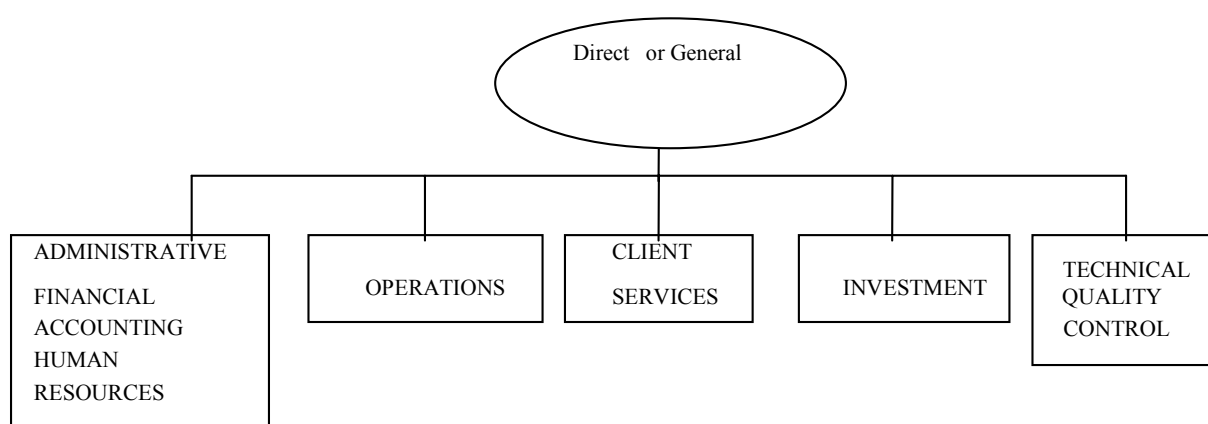 Direct or General
ADMINISTRATIVE
FINANCIAL
ACCOUNTING
HUMAN
RESOURCES
OPERATIONS
CLIENT
SERVICES
INVESTMENT
TECHNICAL
QUALITY
CONTROL